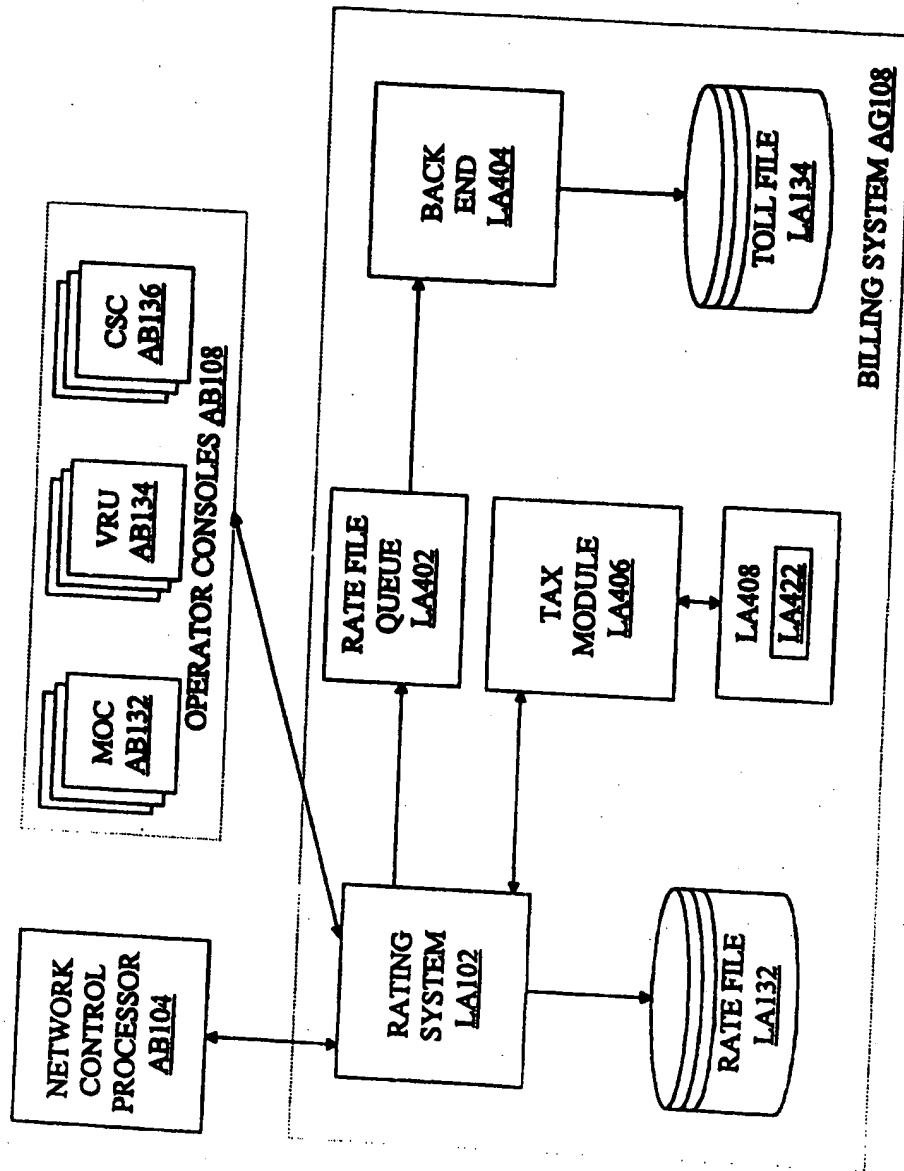 NETWORK
CONTROL
PROCESSOR
AB104
MOC
AB132
VRU
AB134
CSC
AB136
OPERATOR CONSOLES AB108
RATING
SYSTEM
LA102
RATE FILE
QUEUE
LA402
BACK
END
LA404
TAX
MODULE
LA406
LA408
LA422
RATE FILE
LA132
TOLL FILE
LA134
BILLING SYSTEM AG108